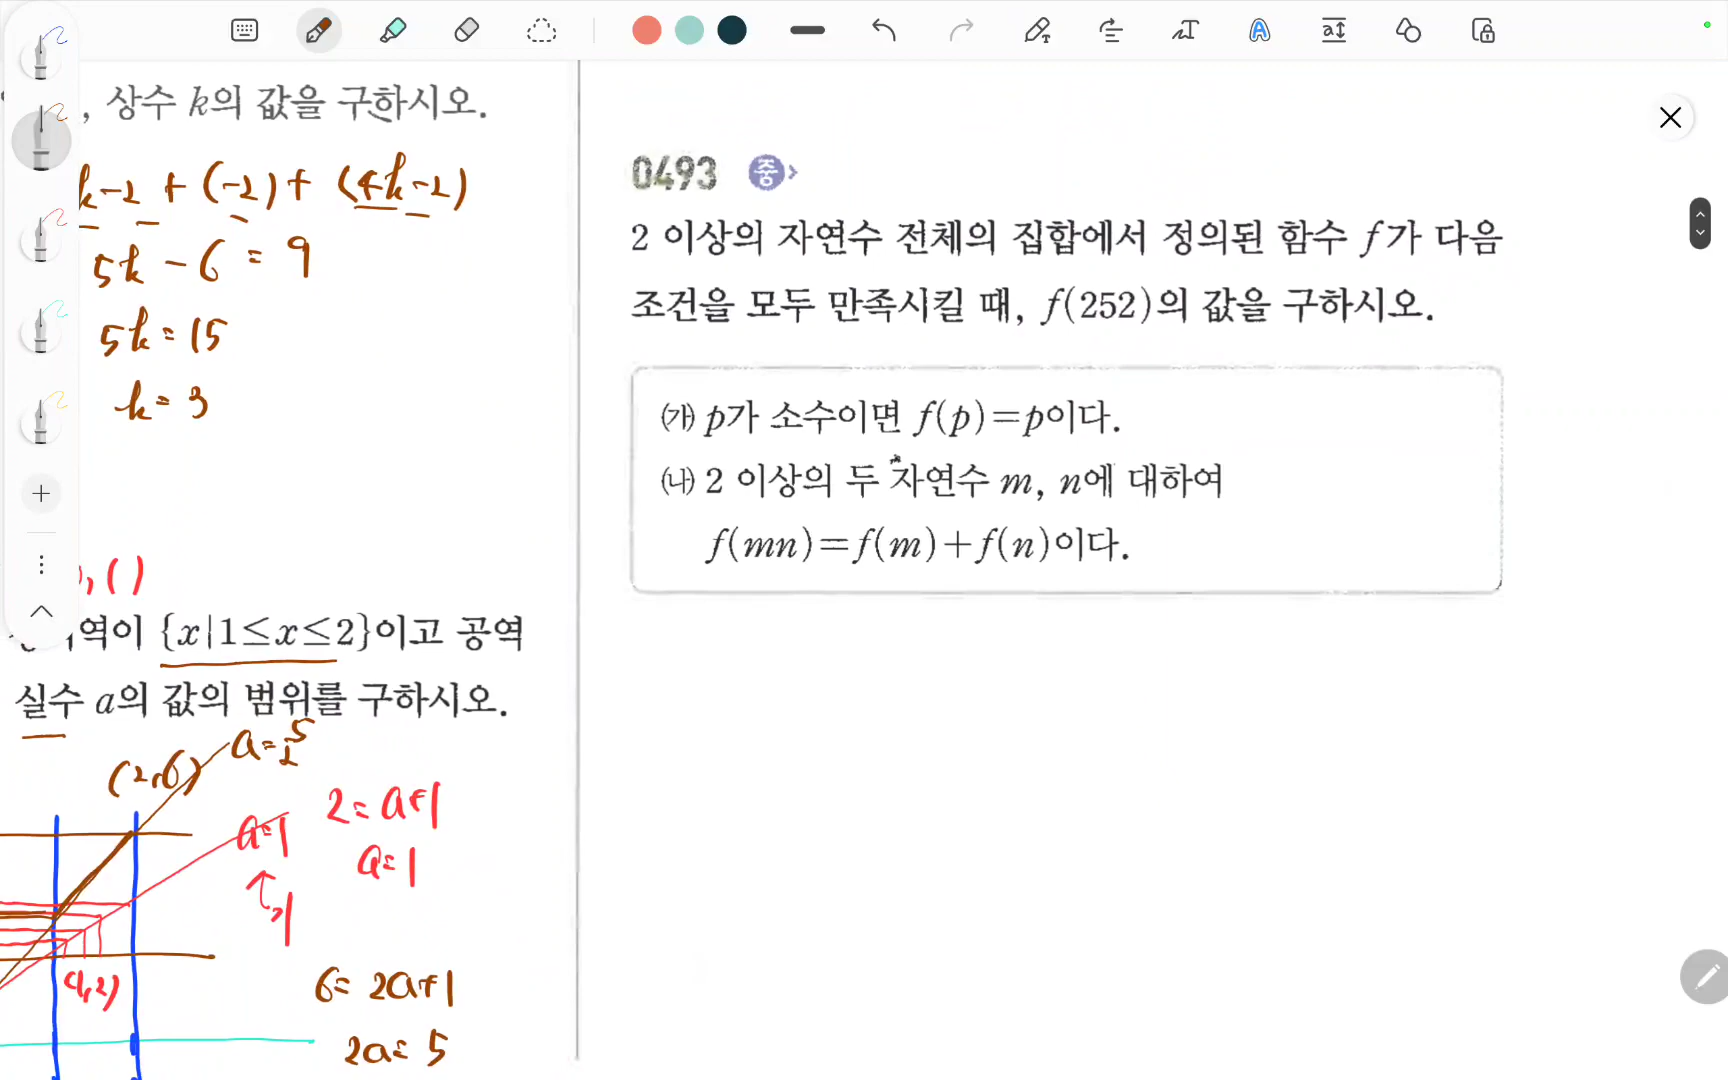 , 상수 k의 값을 구하시오.
k-2 + (-2) + (4k-2)
5k - 6 = 9
5k = 15
k = 3
, ( )
역이 {x|1≤x≤2}이고 공역
실수 a의 값의 범위를 구하시오.
a=5/2
(2,6)
2=a+1
a=1
a=1
>1
(1,2)
6=2a+1
2a=5
0493 중
2 이상의 자연수 전체의 집합에서 정의된 함수 f가 다음
조건을 모두 만족시킬 때, f(252)의 값을 구하시오.
㈎ p가 소수이면 f(p)=p이다.
㈏ 2 이상의 두 자연수 m, n에 대하여
f(mn)=f(m)+f(n)이다.